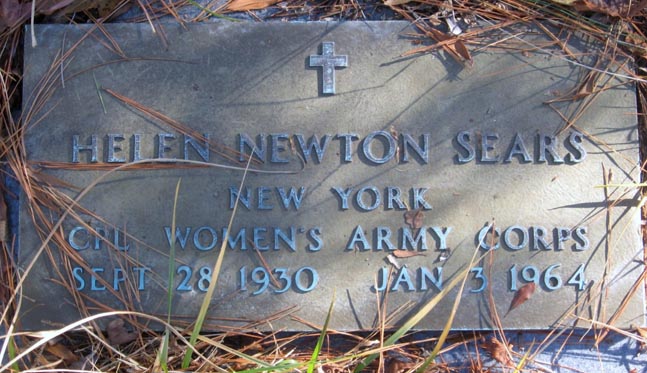 HELEN NEWTON SEARS
NEW YORK
CPL WOMEN'S ARMY CORPS
SEPT 28 1930 JAN 3 1964